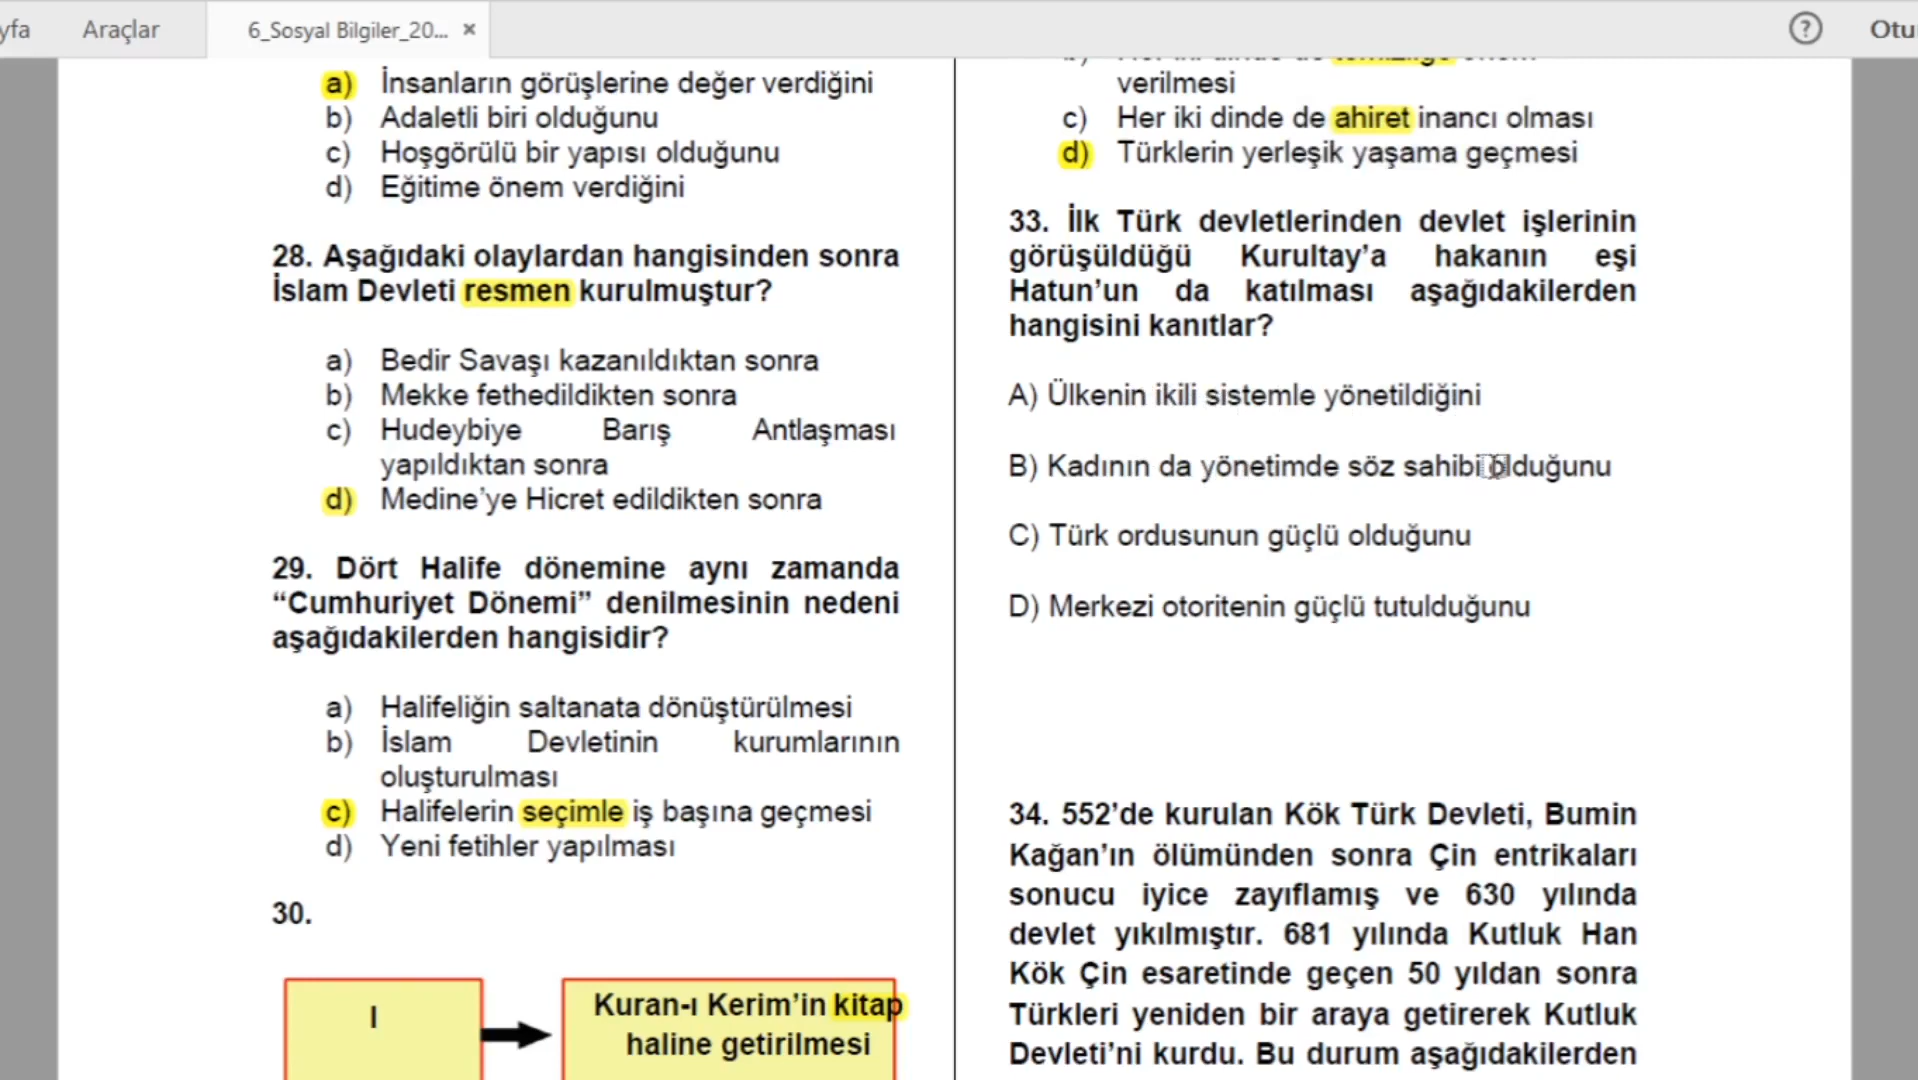 yfa
Araçlar
6_Sosyal Bilgiler_20... ×
?
Otu
a) İnsanların görüşlerine değer verdiğini
b) Adaletli biri olduğunu
c) Hoşgörülü bir yapısı olduğunu
d) Eğitime önem verdiğini
28. Aşağıdaki olaylardan hangisinden sonra
İslam Devleti resmen kurulmuştur?
a) Bedir Savaşı kazanıldıktan sonra
b) Mekke fethedildikten sonra
c) Hudeybiye Barış Antlaşması
yapıldıktan sonra
d) Medine’ye Hicret edildikten sonra
29. Dört Halife dönemine aynı zamanda
“Cumhuriyet Dönemi” denilmesinin nedeni
aşağıdakilerden hangisidir?
a) Halifeliğin saltanata dönüştürülmesi
b) İslam Devletinin kurumlarının
oluşturulması
c) Halifelerin seçimle iş başına geçmesi
d) Yeni fetihler yapılması
30.
I
Kuran-ı Kerim’in kitap
haline getirilmesi
verilmesi
c) Her iki dinde de ahiret inancı olması
d) Türklerin yerleşik yaşama geçmesi
33. İlk Türk devletlerinden devlet işlerinin
görüşüldüğü Kurultay’a hakanın eşi
Hatun’un da katılması aşağıdakilerden
hangisini kanıtlar?
A) Ülkenin ikili sistemle yönetildiğini
B) Kadının da yönetimde söz sahibi olduğunu
C) Türk ordusunun güçlü olduğunu
D) Merkezi otoritenin güçlü tutulduğunu
34. 552’de kurulan Kök Türk Devleti, Bumin
Kağan’ın ölümünden sonra Çin entrikaları
sonucu iyice zayıflamış ve 630 yılında
devlet yıkılmıştır. 681 yılında Kutluk Han
Kök Çin esaretinde geçen 50 yıldan sonra
Türkleri yeniden bir araya getirerek Kutluk
Devleti’ni kurdu. Bu durum aşağıdakilerden